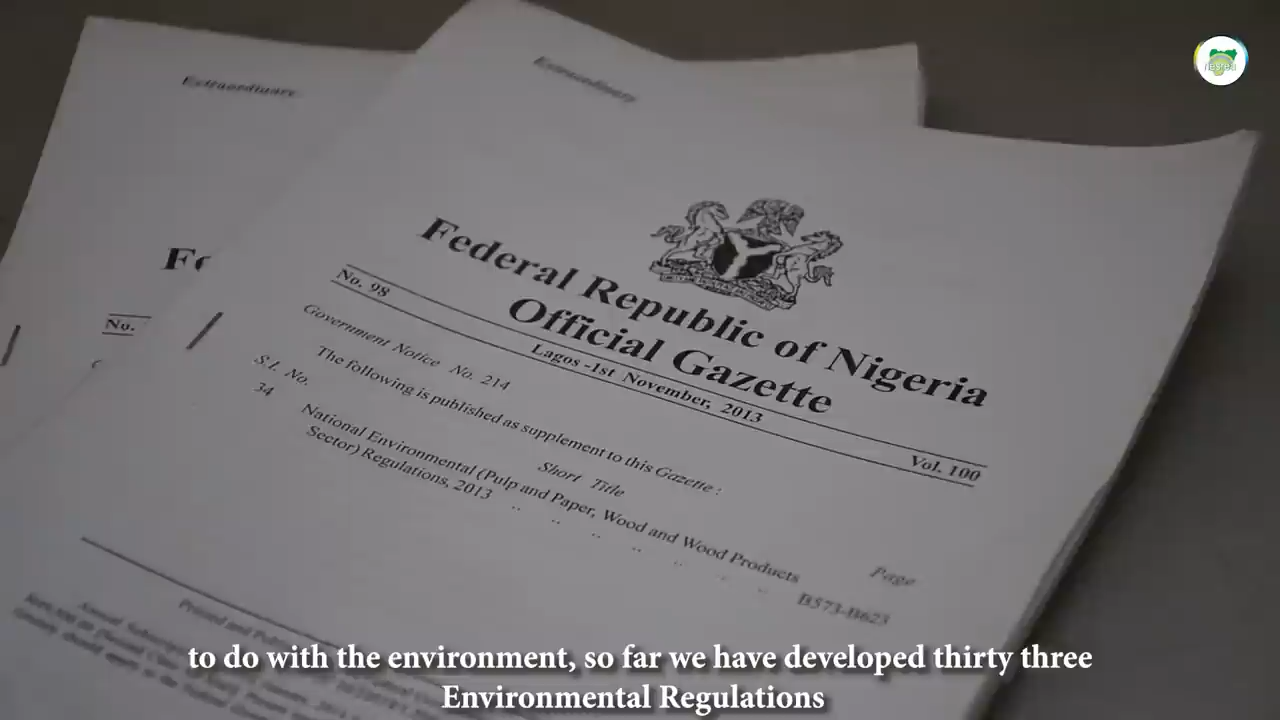 nesrea
Extraordinary
Extraordinary
Federal Republic of Nigeria
Official Gazette
No. 98
Lagos -1st November, 2013
Vol. 100
Government Notice No. 214
The following is published as supplement to this Gazette :
S.I. No.
Short Title
Page
34
National Environmental (Pulp and Paper, Wood and Wood Products
Sector) Regulations, 2013 .. .. .. .. .. .. ..
B573-B623
No.
Printed and
to do with the environment, so far we have developed thirty three
Environmental Regulations